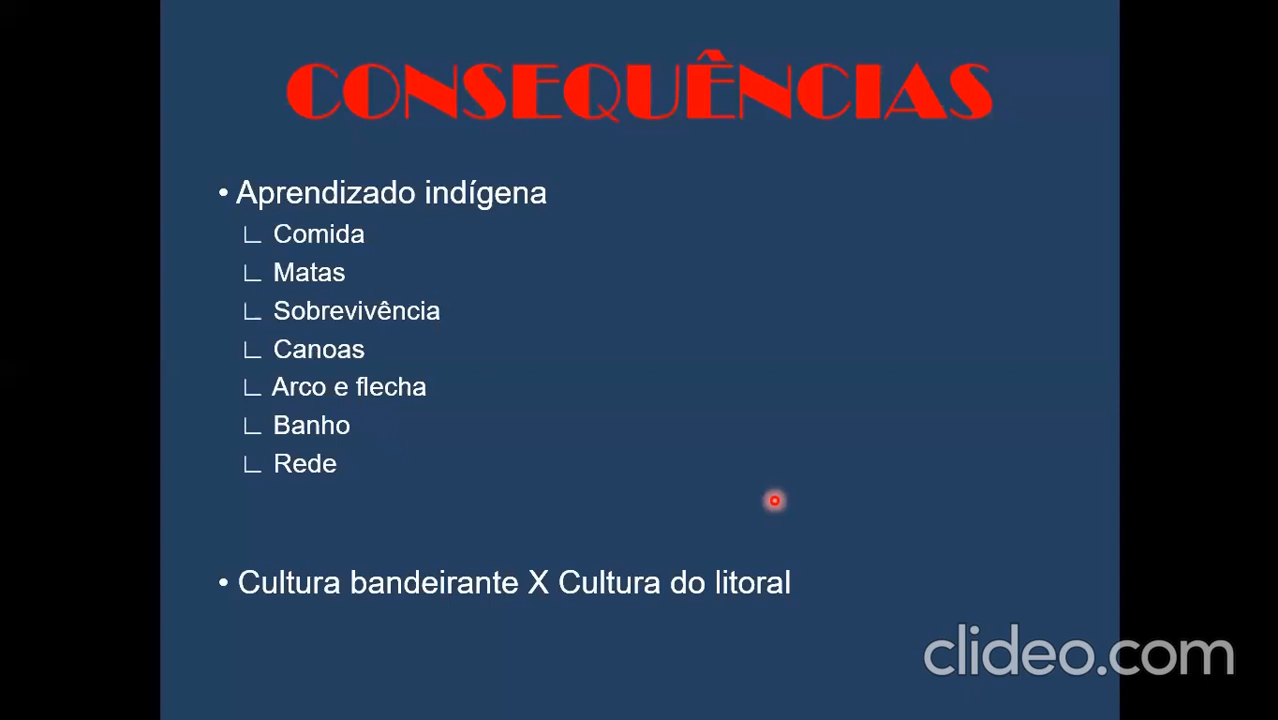 CONSEQUÊNCIAS
• Aprendizado indígena
∟ Comida
∟ Matas
∟ Sobrevivência
∟ Canoas
∟ Arco e flecha
∟ Banho
∟ Rede
• Cultura bandeirante X Cultura do litoral
clideo.com